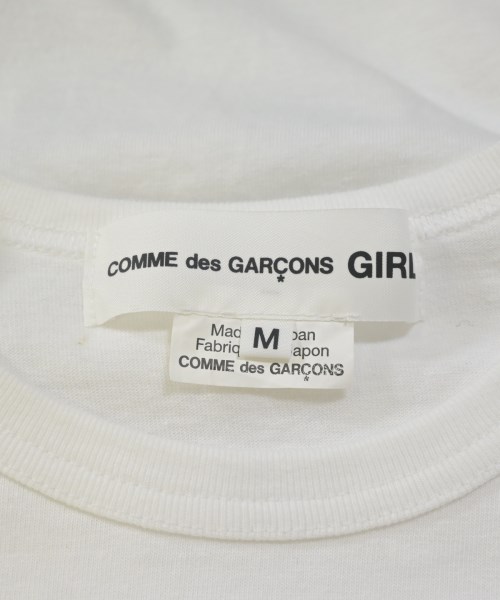 COMME des GARÇONS GIRL
Mad pan
M
Fabriq apon
COMME des GARÇONS